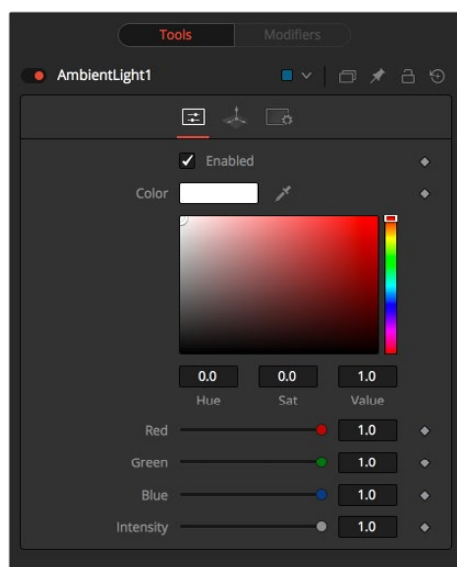 Tools Modifiers
AmbientLight1
Enabled
Color
0.0 0.0 1.0
Hue Sat Value
Red 1.0
Green 1.0
Blue 1.0
Intensity 1.0